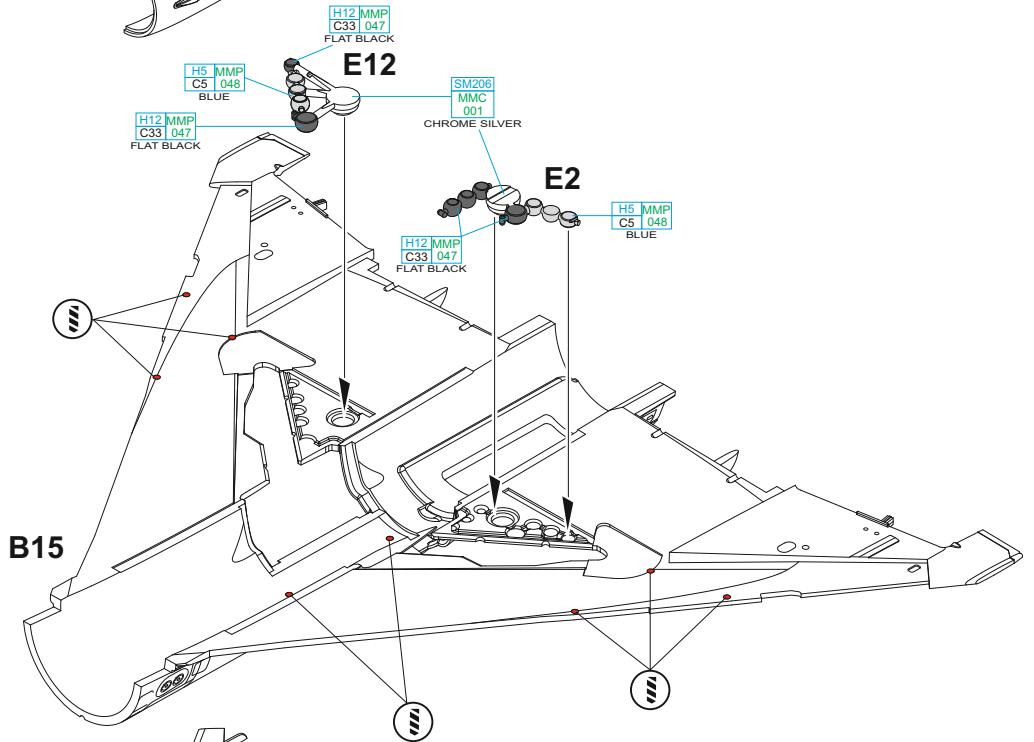 H12 MMP
C33 047
FLAT BLACK
E12
H5 MMP
C5 048
BLUE
SM206
MMC
001
CHROME SILVER
H12 MMP
C33 047
FLAT BLACK
E2
H5 MMP
C5 048
BLUE
H12 MMP
C33 047
FLAT BLACK
B15